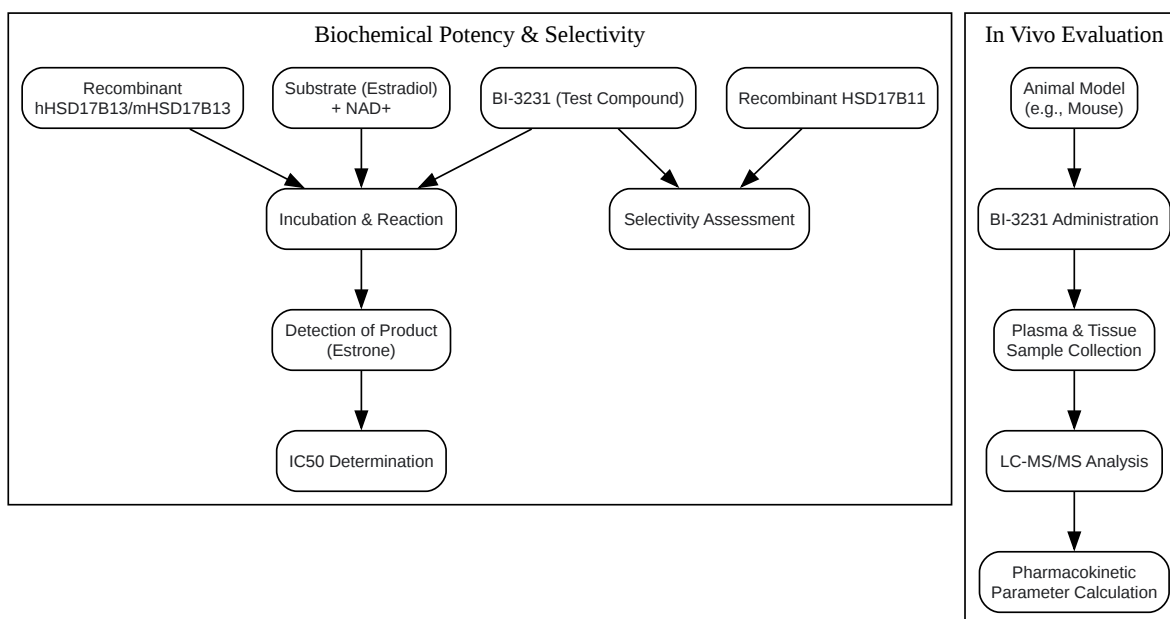 Biochemical Potency & Selectivity
Recombinant
hHSD17B13/mHSD17B13
Substrate (Estradiol)
+ NAD+
BI-3231 (Test Compound)
Recombinant HSD17B11
Incubation & Reaction
Selectivity Assessment
Detection of Product
(Estrone)
IC50 Determination
In Vivo Evaluation
Animal Model
(e.g., Mouse)
BI-3231 Administration
Plasma & Tissue
Sample Collection
LC-MS/MS Analysis
Pharmacokinetic
Parameter Calculation